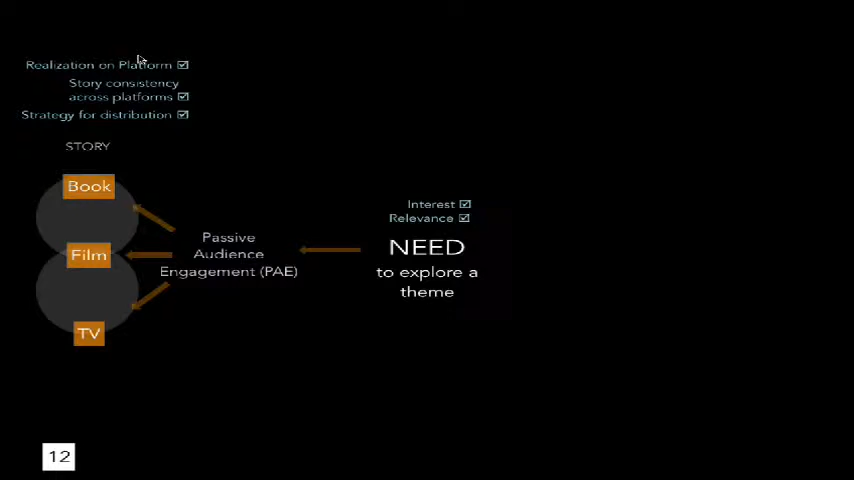 Realization on Platform ☑
Story consistency
across platforms ☑
Strategy for distribution ☑
STORY
Book
Film
TV
Passive
Audience
Engagement (PAE)
Interest ☑
Relevance ☑
NEED
to explore a
theme
12